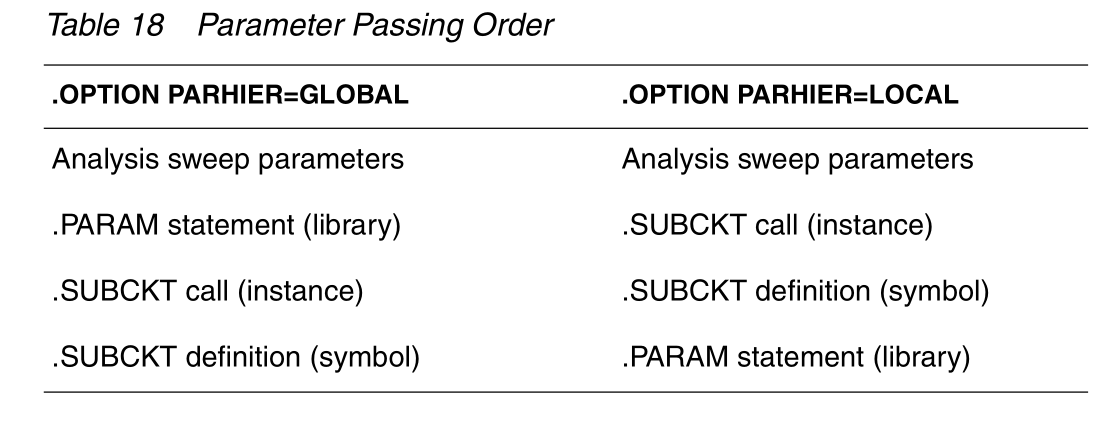 Table 18 Parameter Passing Order
.OPTION PARHIER=GLOBAL .OPTION PARHIER=LOCAL
Analysis sweep parameters Analysis sweep parameters
.PARAM statement (library) .SUBCKT call (instance)
.SUBCKT call (instance) .SUBCKT definition (symbol)
.SUBCKT definition (symbol) .PARAM statement (library)